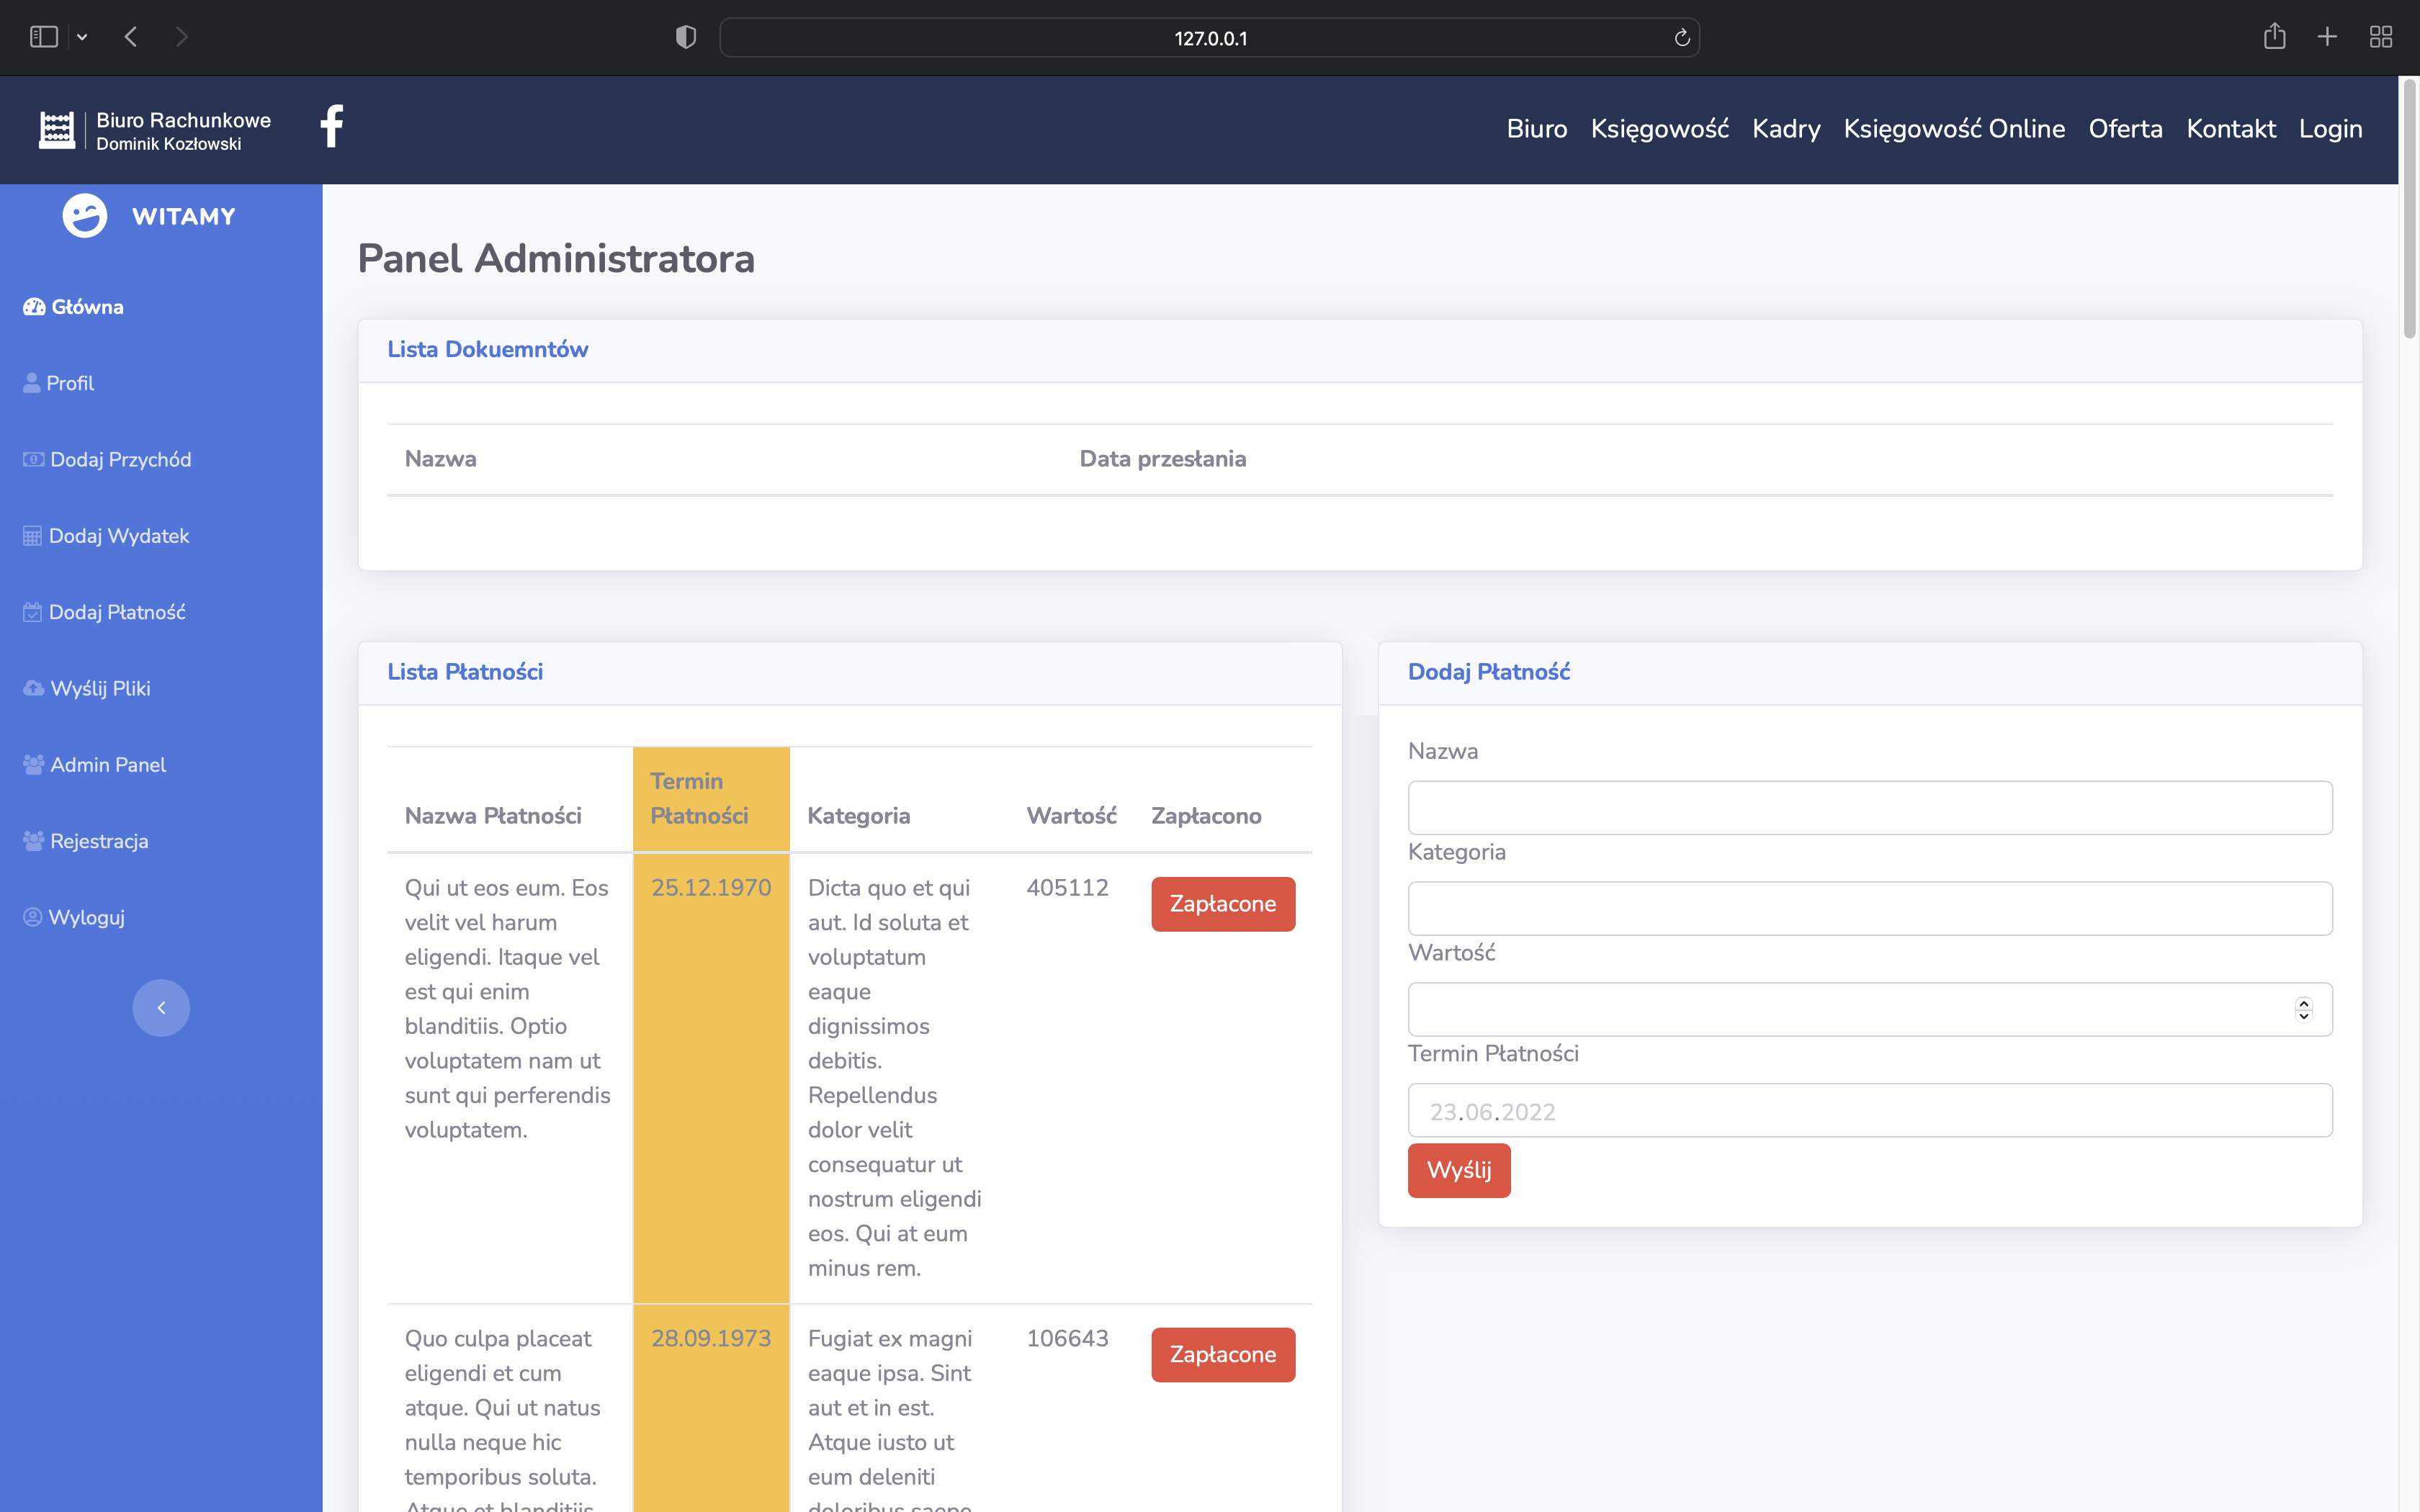 127.0.0.1
Biuro Rachunkowe
Dominik Kozłowski
Biuro Księgowość Kadry Księgowość Online Oferta Kontakt Login
WITAMY
Główna
Profil
Dodaj Przychód
Dodaj Wydatek
Dodaj Płatność
Wyślij Pliki
Admin Panel
Rejestracja
Wyloguj
Panel Administratora
Lista Dokuemntów
Nazwa Data przesłania
Lista Płatności
Nazwa Płatności Termin Płatności Kategoria Wartość Zapłacono
Qui ut eos eum. Eos
velit vel harum
eligendi. Itaque vel
est qui enim
blanditiis. Optio
voluptatem nam ut
sunt qui perferendis
voluptatem.
25.12.1970
Dicta quo et qui
aut. Id soluta et
voluptatum
eaque
dignissimos
debitis.
Repellendus
dolor velit
consequatur ut
nostrum eligendi
eos. Qui at eum
minus rem.
405112
Zapłacone
Quo culpa placeat
eligendi et cum
atque. Qui ut natus
nulla neque hic
temporibus soluta.
Atque et blanditiis
28.09.1973
Fugiat ex magni
eaque ipsa. Sint
aut et in est.
Atque iusto ut
eum deleniti
doloribus saepe
106643
Zapłacone
Dodaj Płatność
Nazwa
Kategoria
Wartość
Termin Płatności
23.06.2022
Wyślij